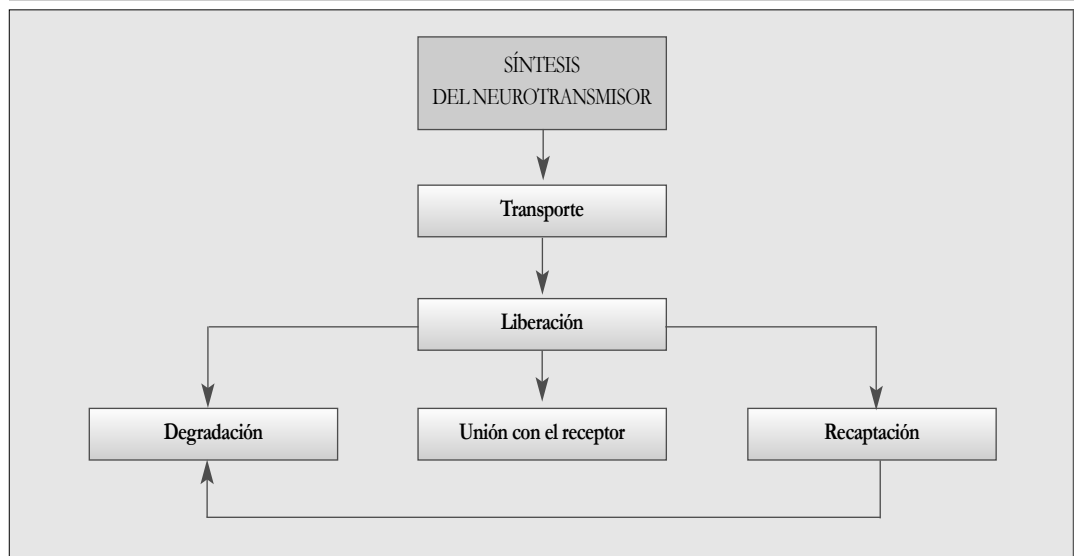 SÍNTESIS
DEL NEUROTRANSMISOR
Transporte
Liberación
Degradación
Unión con el receptor
Recaptación